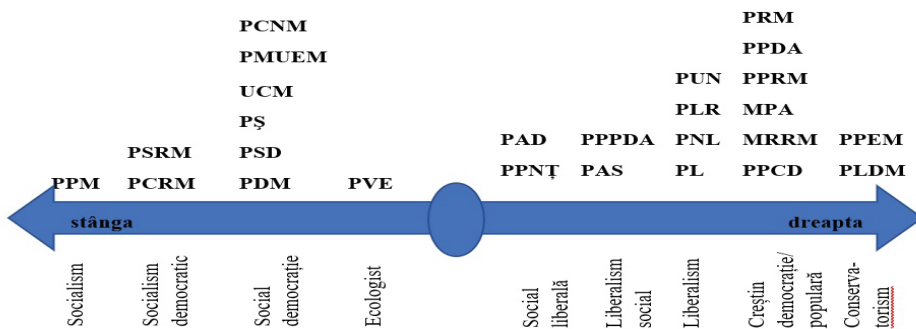 PCNM
PMUEM
UCM
PȘ
PSRM PSD
PPM PCRM PDM PVE
PRM
PPDA
PUN PPRM
PLR MPA
PAD PPPDA PNL MRRM PPEM
PPNȚ PAS PL PPCD PLDM
stânga dreapta
Socialism
Socialism
democratic
Social
democrație
Ecologist
Social
liberală
Liberalism
social
Liberalism
Creștin
democrație/
populară
Conserva-
torism